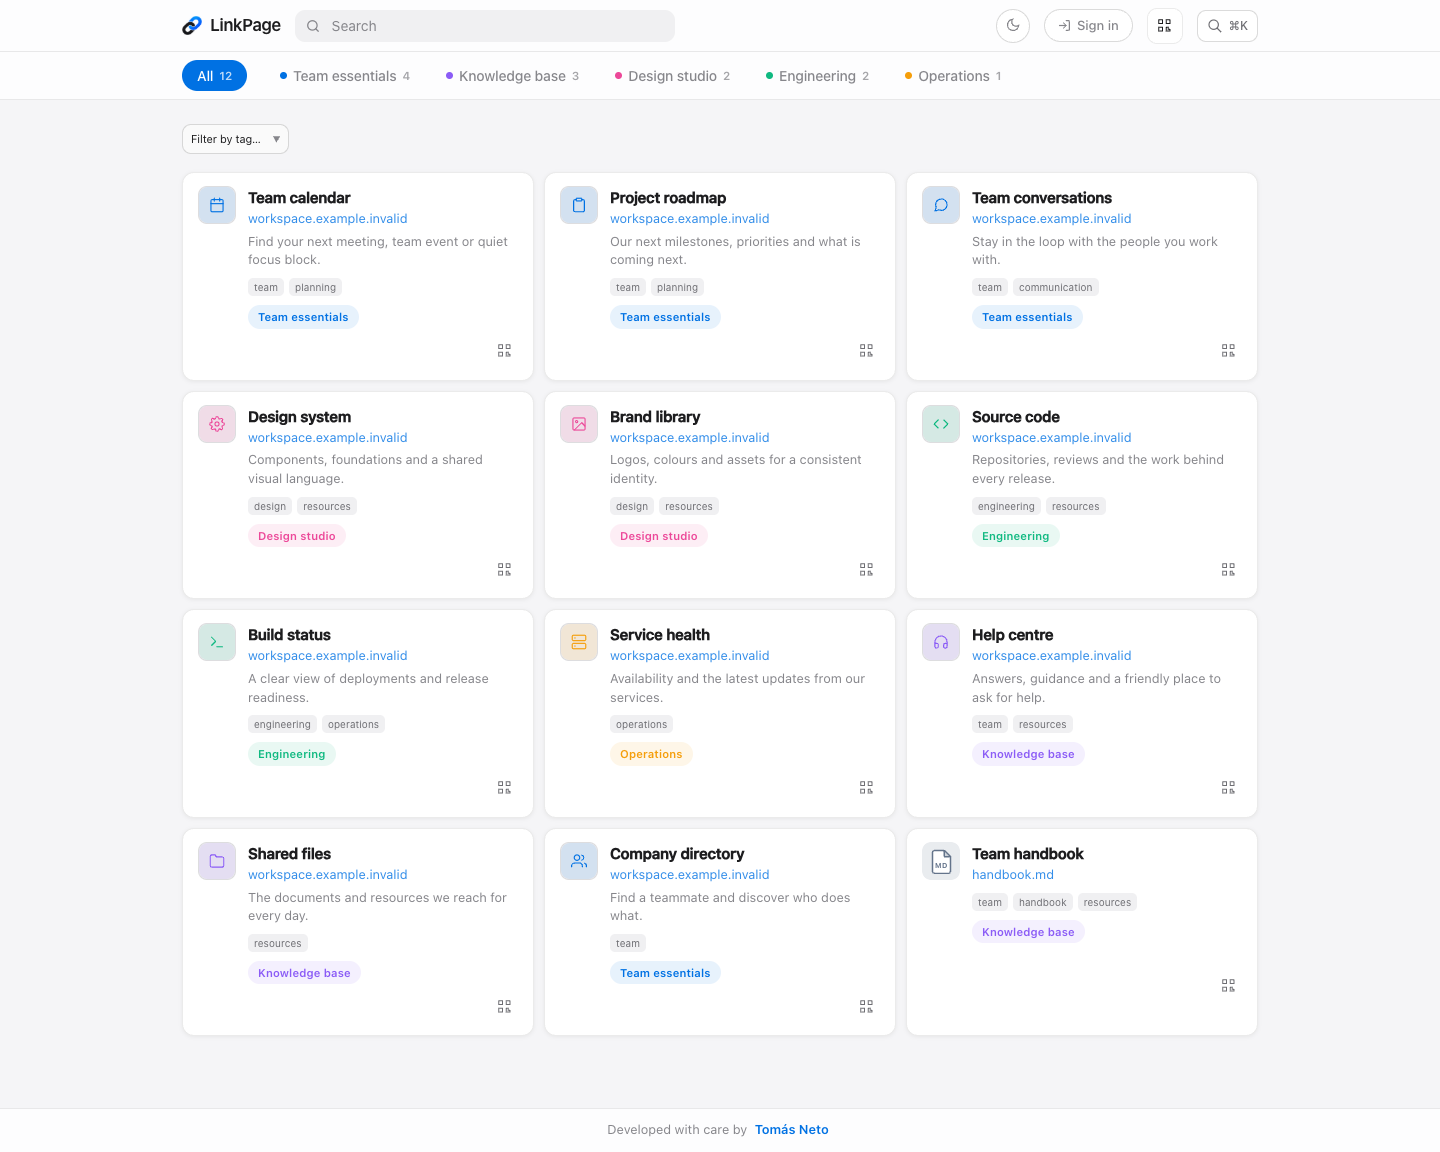 LinkPage
Search
Sign in
⌘K
All 12
Team essentials 4
Knowledge base 3
Design studio 2
Engineering 2
Operations 1
Filter by tag...
Team calendar
workspace.example.invalid
Find your next meeting, team event or quiet
focus block.
team planning
Team essentials
Project roadmap
workspace.example.invalid
Our next milestones, priorities and what is
coming next.
team planning
Team essentials
Team conversations
workspace.example.invalid
Stay in the loop with the people you work
with.
team communication
Team essentials
Design system
workspace.example.invalid
Components, foundations and a shared
visual language.
design resources
Design studio
Brand library
workspace.example.invalid
Logos, colours and assets for a consistent
identity.
design resources
Design studio
Source code
workspace.example.invalid
Repositories, reviews and the work behind
every release.
engineering resources
Engineering
Build status
workspace.example.invalid
A clear view of deployments and release
readiness.
engineering operations
Engineering
Service health
workspace.example.invalid
Availability and the latest updates from our
services.
operations
Operations
Help centre
workspace.example.invalid
Answers, guidance and a friendly place to
ask for help.
team resources
Knowledge base
Shared files
workspace.example.invalid
The documents and resources we reach for
every day.
resources
Knowledge base
Company directory
workspace.example.invalid
Find a teammate and discover who does
what.
team
Team essentials
MD
Team handbook
handbook.md
team handbook resources
Knowledge base
Developed with care by Tomás Neto